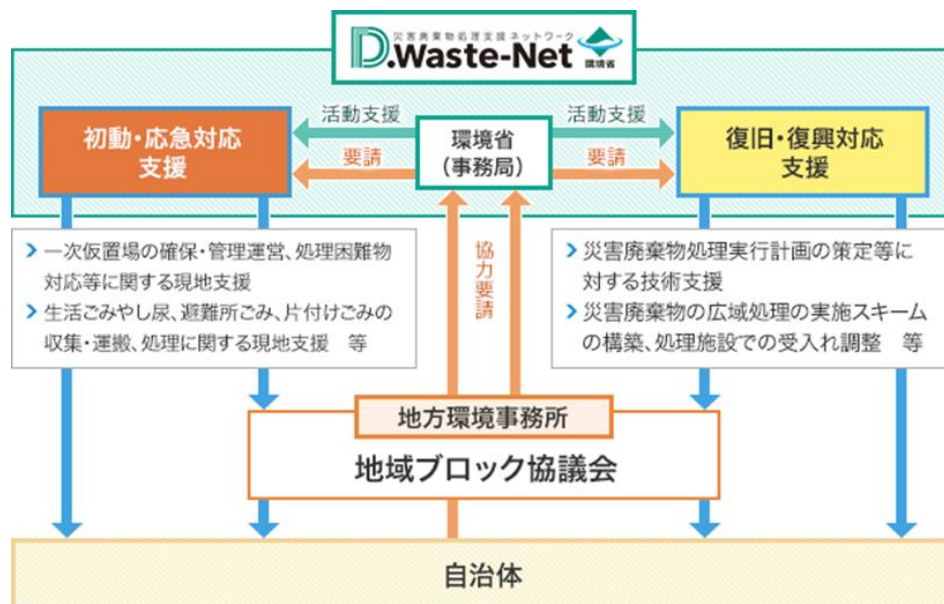 災害廃棄物処理支援ネットワーク
D.Waste-Net
環境省
初動・応急対応
支援
活動支援
要請
環境省
(事務局)
活動支援
要請
復旧・復興対応
支援
一次仮置場の確保・管理運営、処理困難物
対応等に関する現地支援
生活ごみやし尿、避難所ごみ、片付けごみの
収集・運搬、処理に関する現地支援 等
協力要請
災害廃棄物処理実行計画の策定等に
対する技術支援
災害廃棄物の広域処理の実施スキーム
の構築、処理施設での受入れ調整 等
地方環境事務所
地域ブロック協議会
自治体